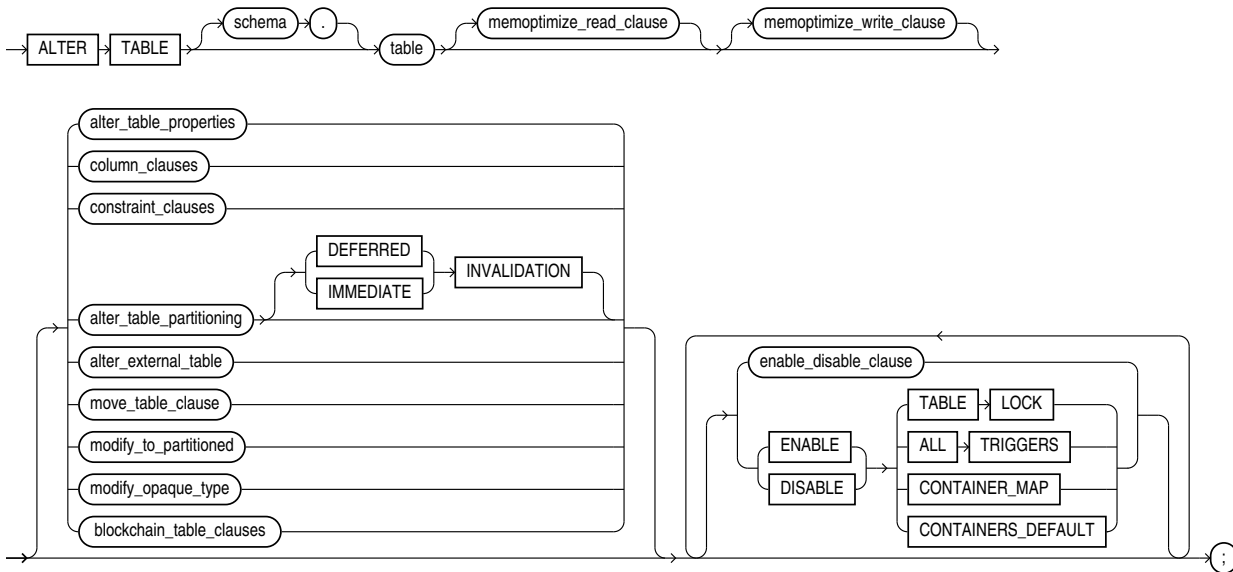 schema .
memoptimize_read_clause memoptimize_write_clause
ALTER TABLE table
alter_table_properties
column_clauses
constraint_clauses
DEFERRED
INVALIDATION
IMMEDIATE
alter_table_partitioning
alter_external_table enable_disable_clause
move_table_clause TABLE LOCK
modify_to_partitioned ENABLE ALL TRIGGERS
modify_opaque_type DISABLE CONTAINER_MAP
blockchain_table_clauses CONTAINERS_DEFAULT
;